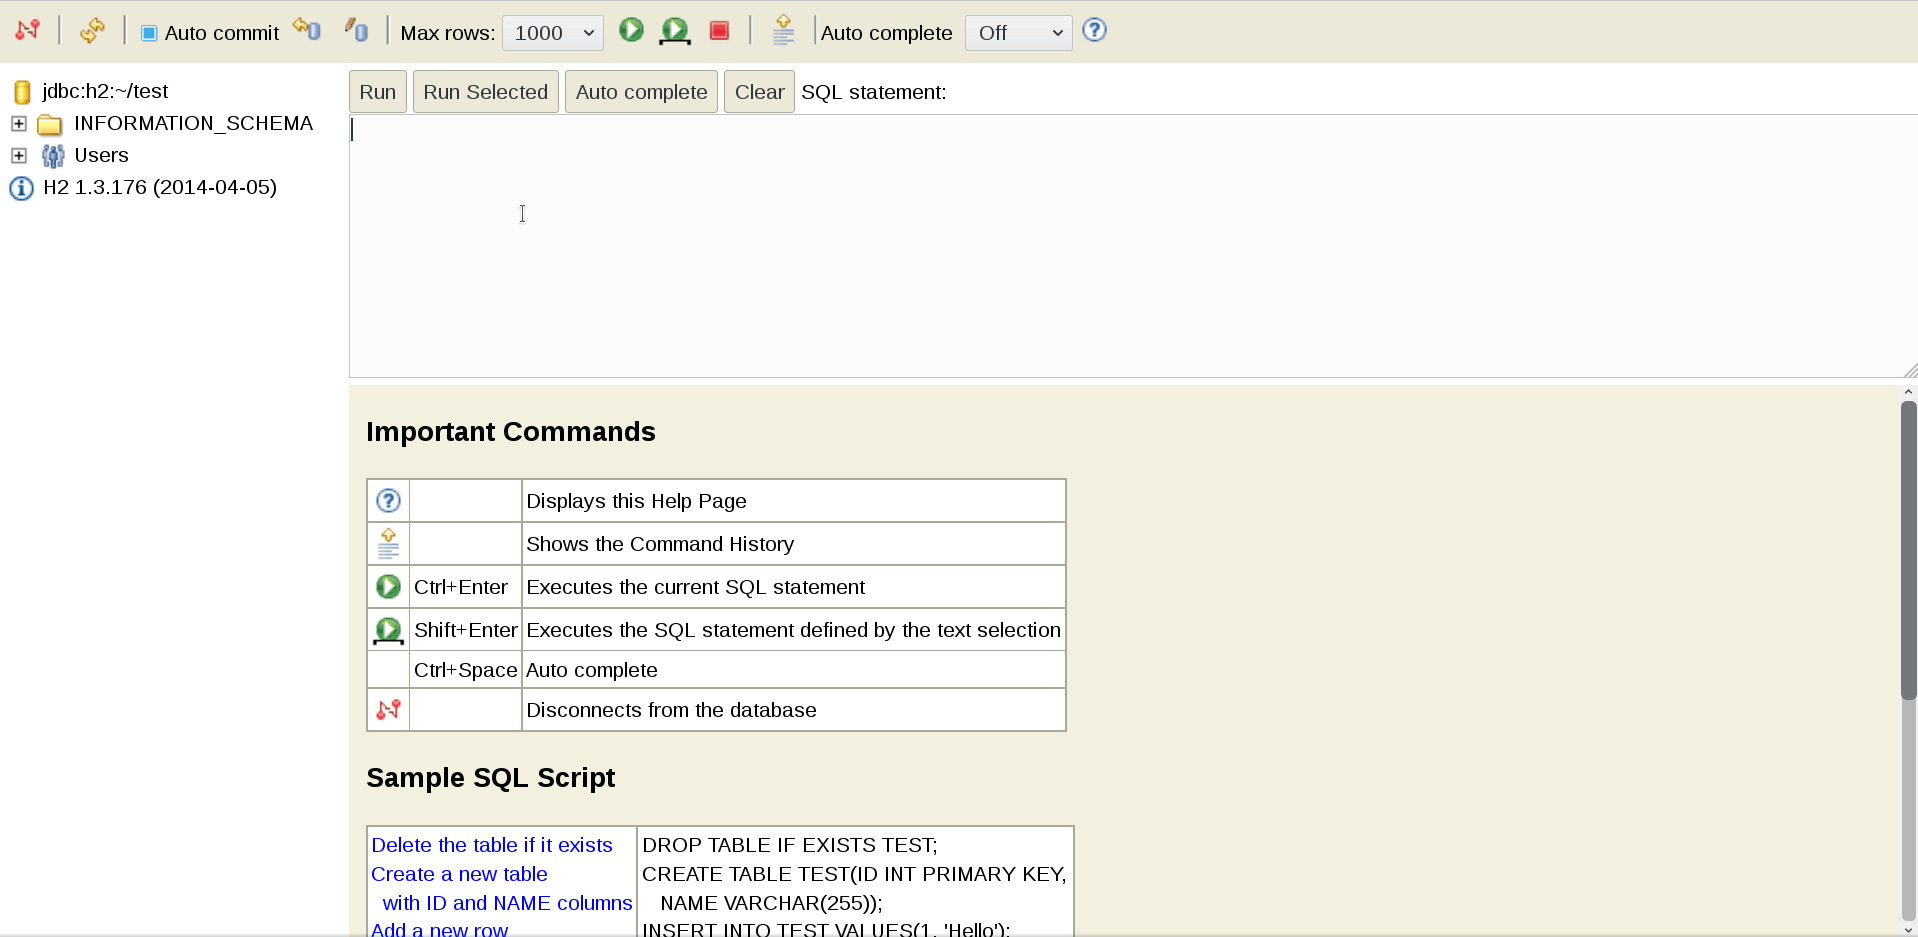 Auto commit Max rows: 1000 Auto complete Off
jdbc:h2:~/test
INFORMATION_SCHEMA
Users
H2 1.3.176 (2014-04-05)
Run Run Selected Auto complete Clear SQL statement:
Important Commands
Displays this Help Page
Shows the Command History
Ctrl+Enter Executes the current SQL statement
Shift+Enter Executes the SQL statement defined by the text selection
Ctrl+Space Auto complete
Disconnects from the database
Sample SQL Script
Delete the table if it exists DROP TABLE IF EXISTS TEST;
Create a new table CREATE TABLE TEST(ID INT PRIMARY KEY,
with ID and NAME columns NAME VARCHAR(255));
Add a new row INSERT INTO TEST VALUES(1, 'Hello');